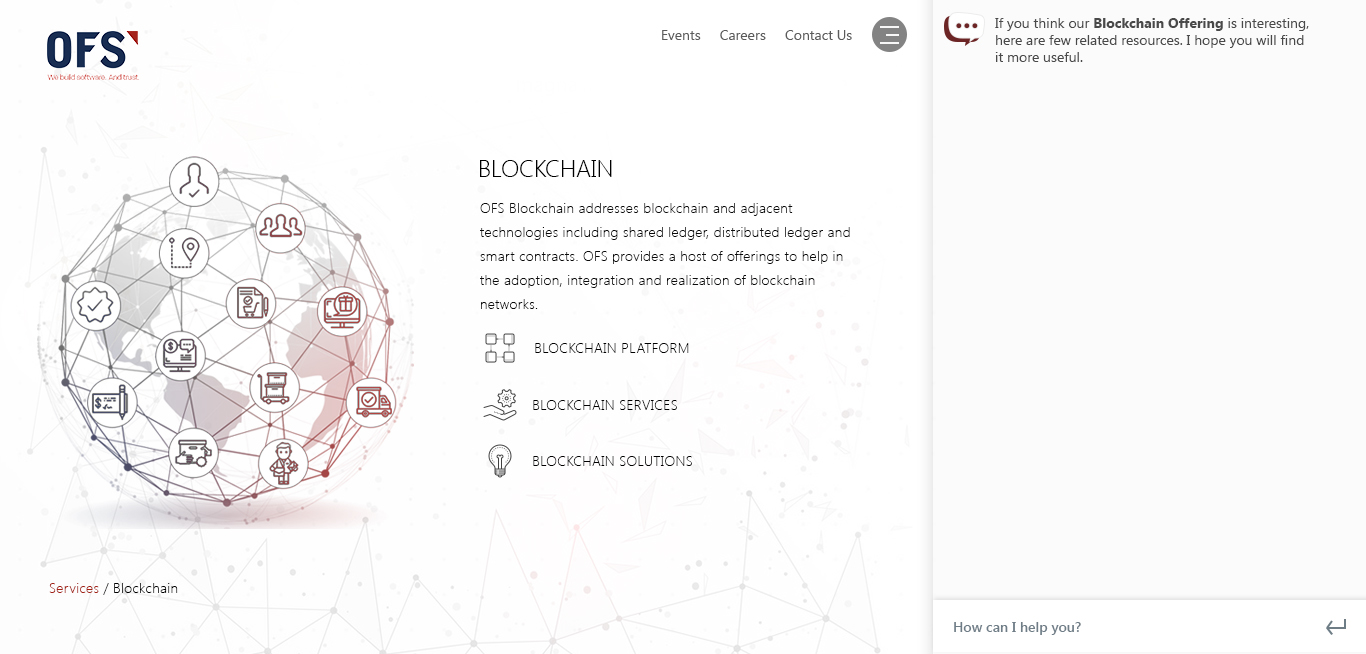 OFS
We build software. And trust.
Events
Careers
Contact Us
BLOCKCHAIN
OFS Blockchain addresses blockchain and adjacent
technologies including shared ledger, distributed ledger and
smart contracts. OFS provides a host of offerings to help in
the adoption, integration and realization of blockchain
networks.
BLOCKCHAIN PLATFORM
BLOCKCHAIN SERVICES
BLOCKCHAIN SOLUTIONS
Services / Blockchain
If you think our Blockchain Offering is interesting,
here are few related resources. I hope you will find
it more useful.
How can I help you?